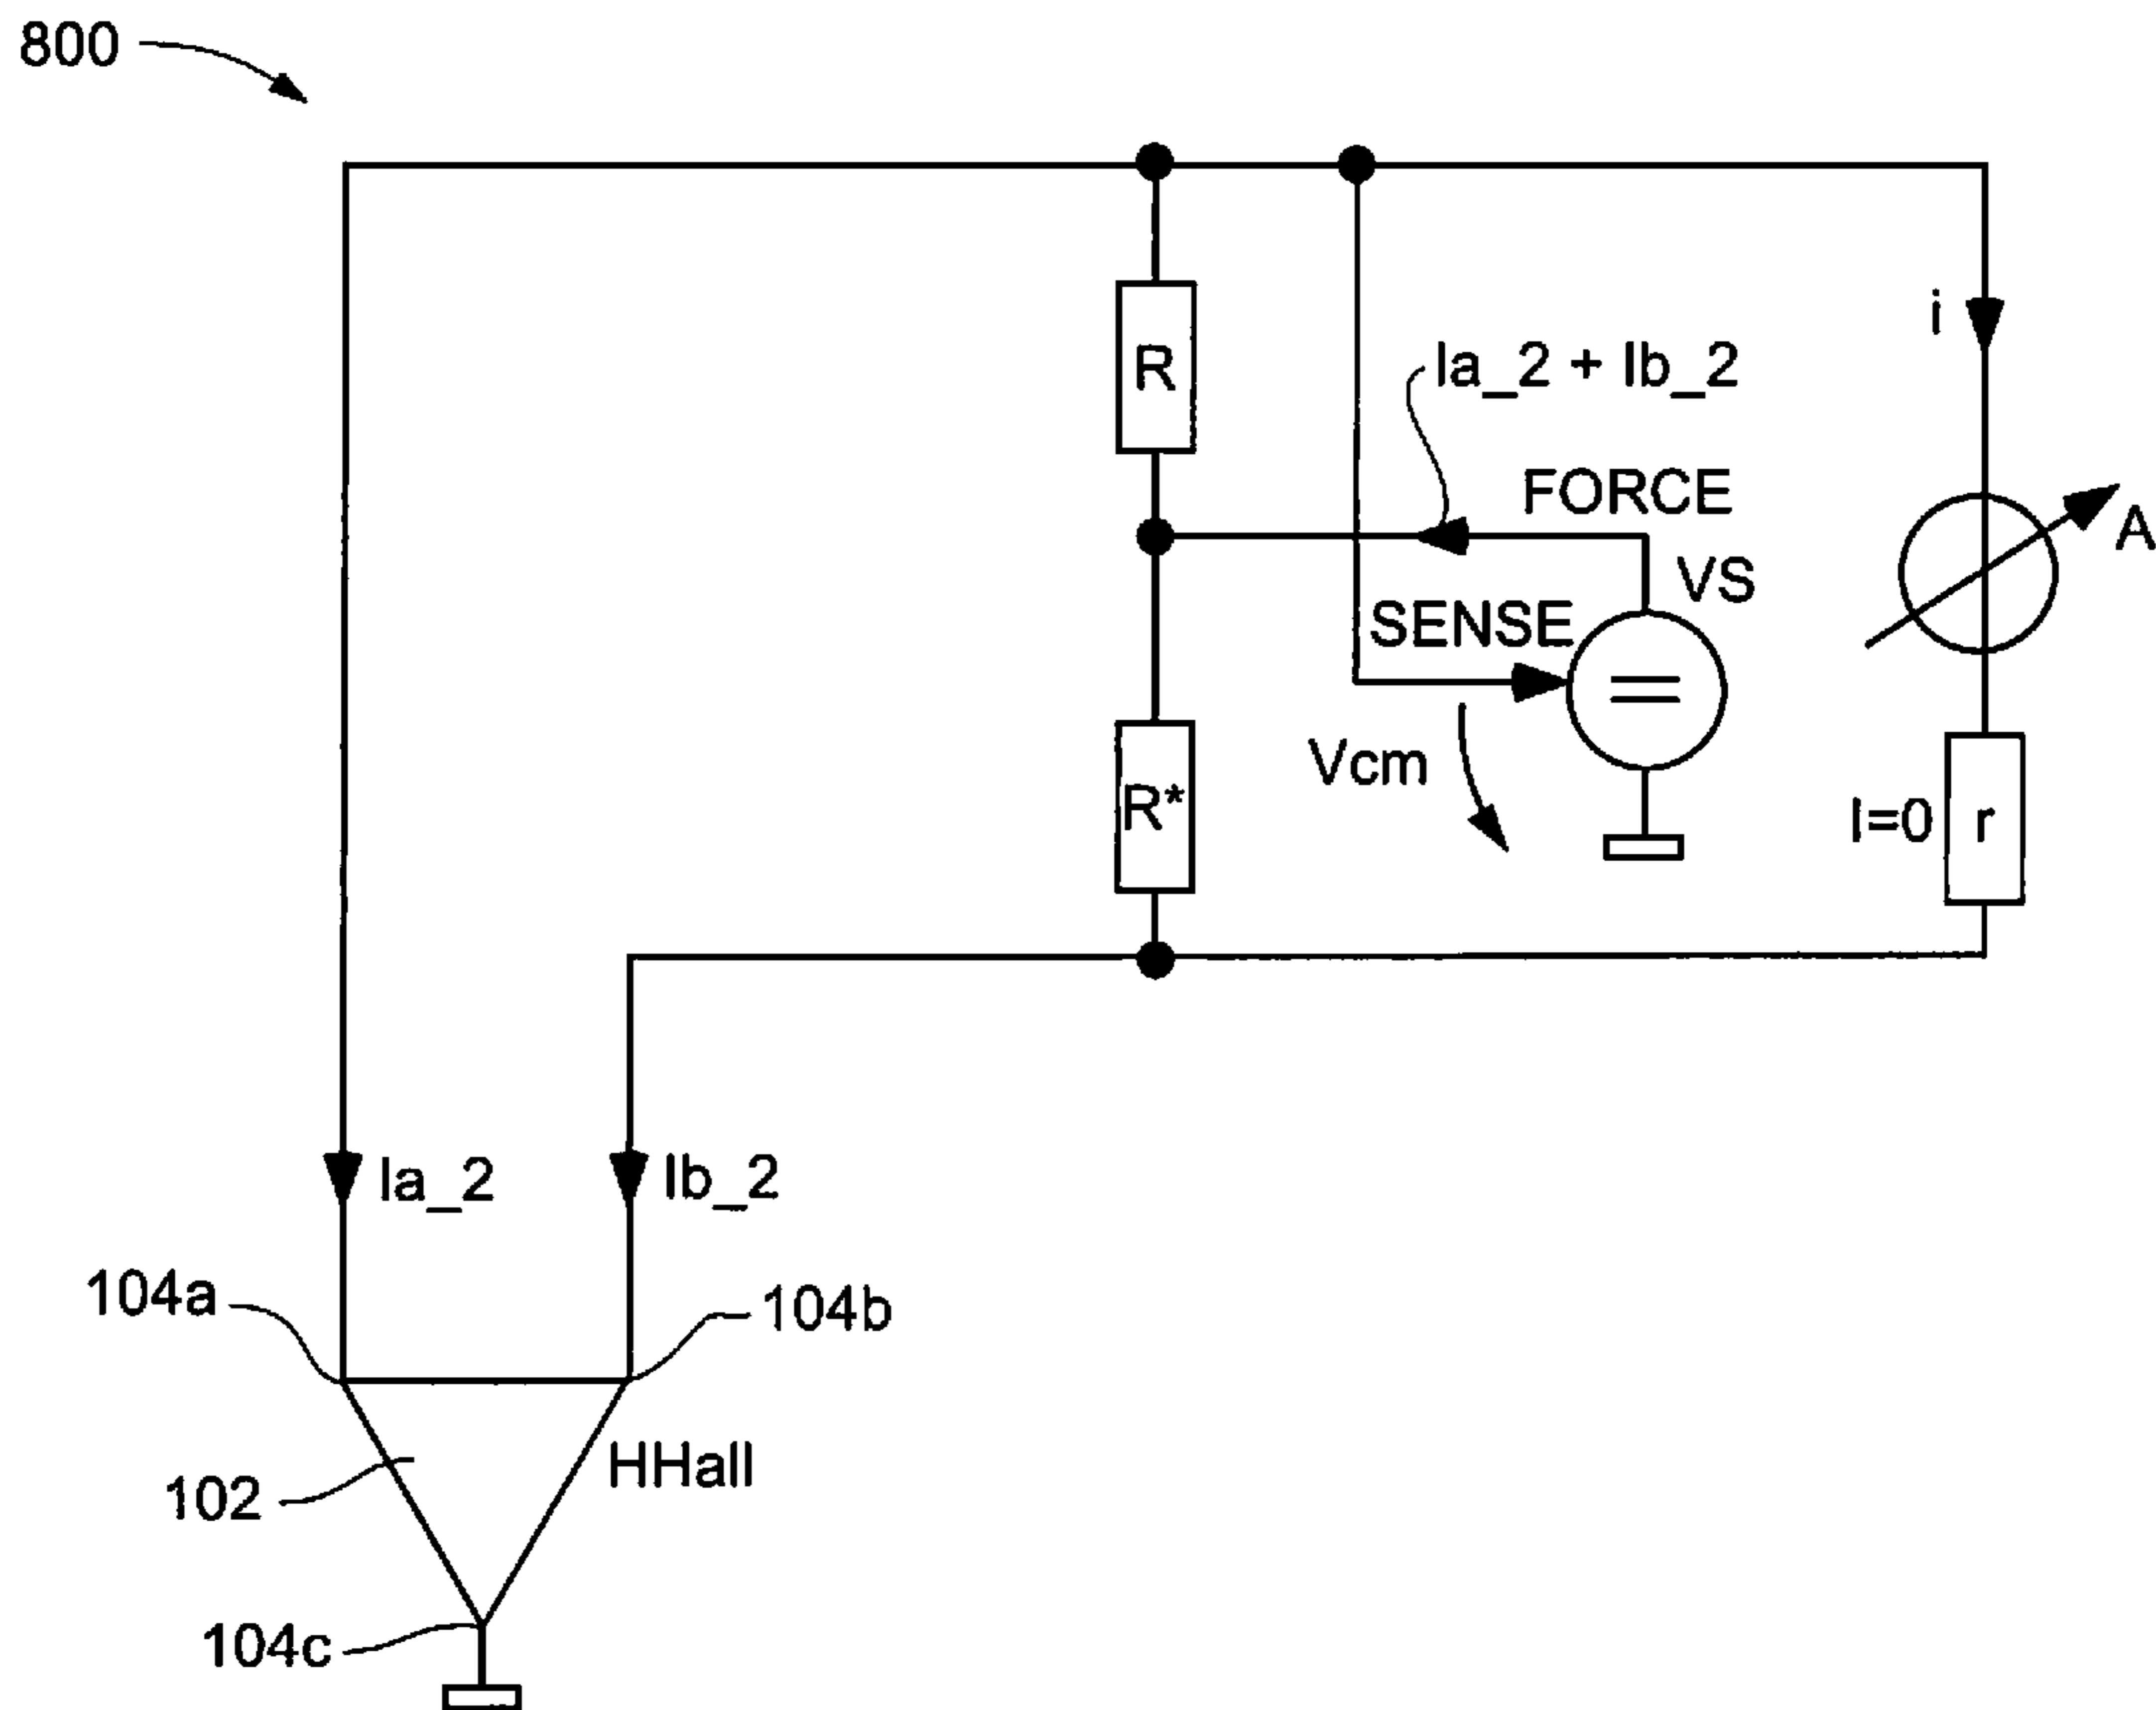 800
R
i
Ia_2 + Ib_2
FORCE
A
VS
SENSE
Vcm
R*
I=0
r
Ia_2
Ib_2
104a
104b
HHall
102
104c